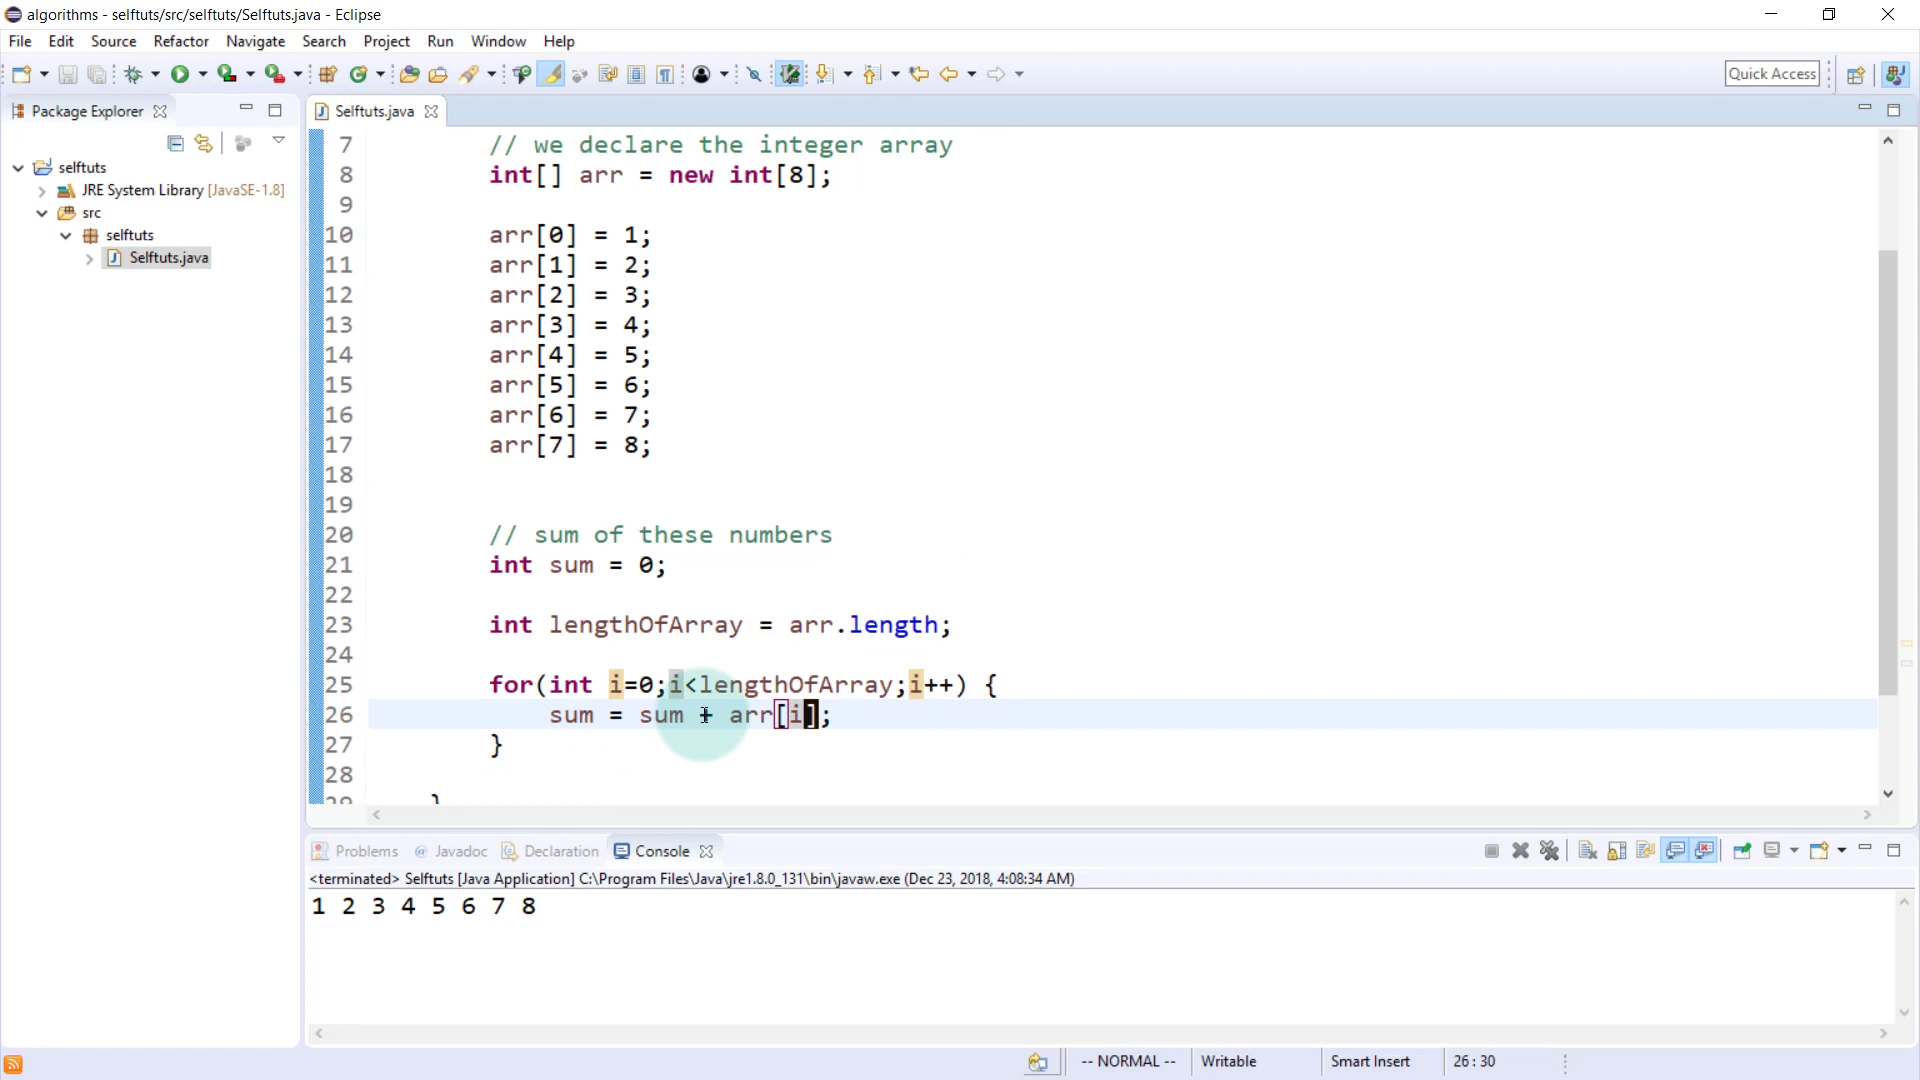 algorithms - selftuts/src/selftuts/Selftuts.java - Eclipse
File Edit Source Refactor Navigate Search Project Run Window Help
Quick Access
Package Explorer
Selftuts.java
selftuts
JRE System Library [JavaSE-1.8]
src
selftuts
Selftuts.java
7 // we declare the integer array
8 int[] arr = new int[8];
9
10 arr[0] = 1;
11 arr[1] = 2;
12 arr[2] = 3;
13 arr[3] = 4;
14 arr[4] = 5;
15 arr[5] = 6;
16 arr[6] = 7;
17 arr[7] = 8;
18
19
20 // sum of these numbers
21 int sum = 0;
22
23 int lengthOfArray = arr.length;
24
25 for(int i=0;i<lengthOfArray;i++) {
26 sum = sum + arr[i];
27 }
28
29 }
Problems @ Javadoc Declaration Console
<terminated> Selftuts [Java Application] C:\Program Files\Java\jre1.8.0_131\bin\javaw.exe (Dec 23, 2018, 4:08:34 AM)
1 2 3 4 5 6 7 8
-- NORMAL -- Writable Smart Insert 26 : 30